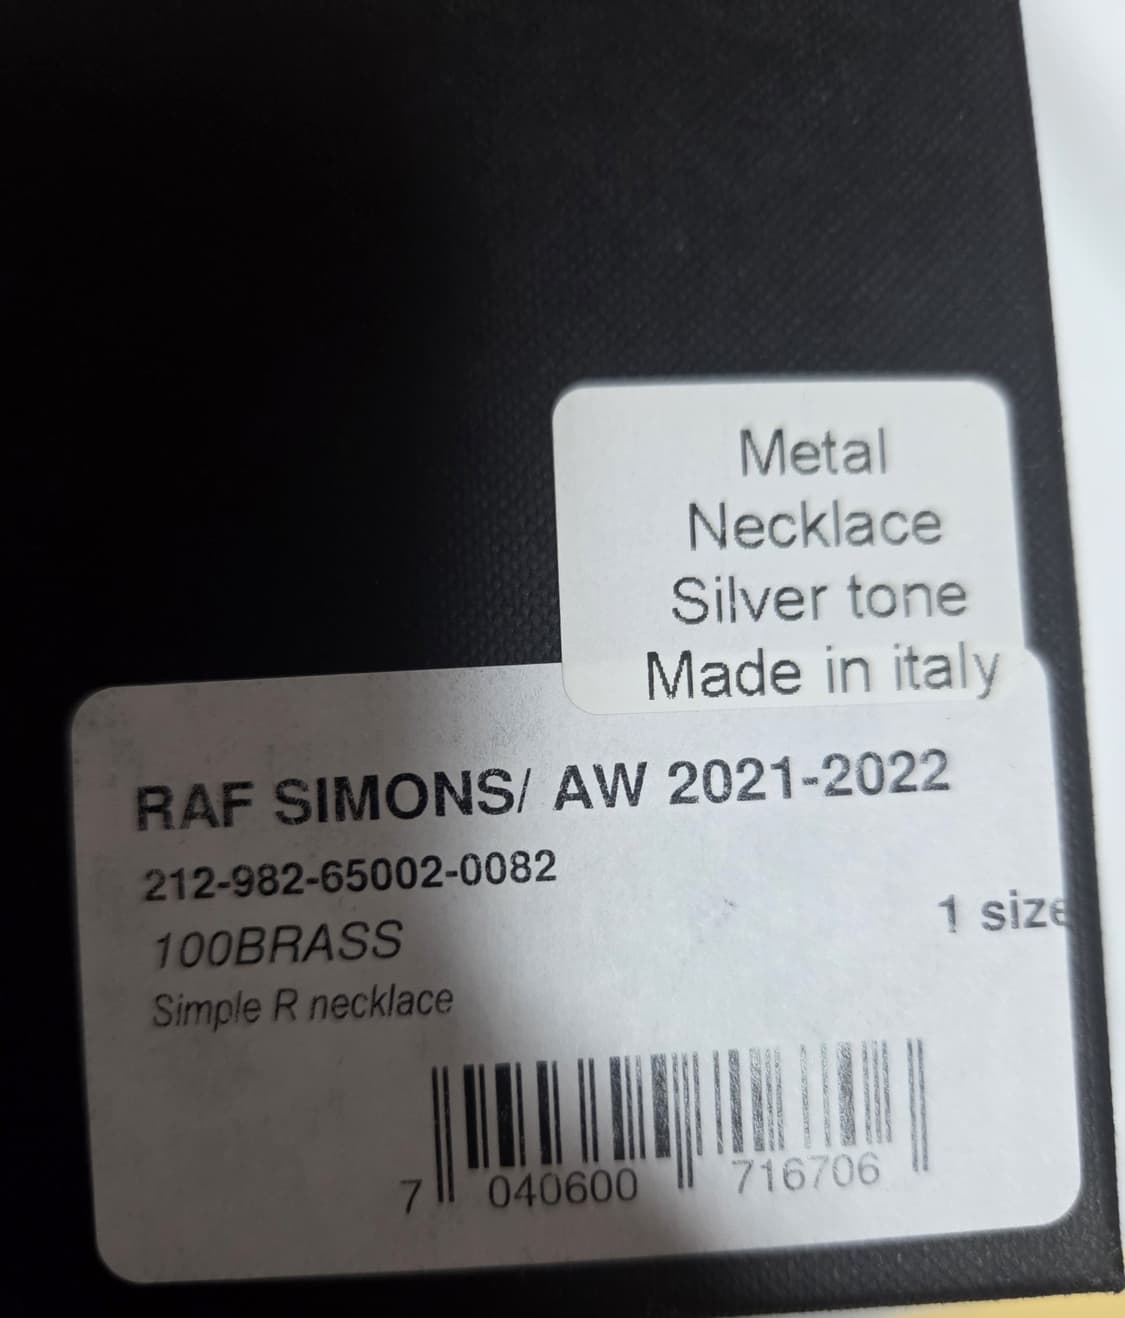 Metal
Necklace
Silver tone
Made in italy
RAF SIMONS/ AW 2021-2022
212-982-65002-0082
1 size
100BRASS
Simple R necklace
7 040600 716706